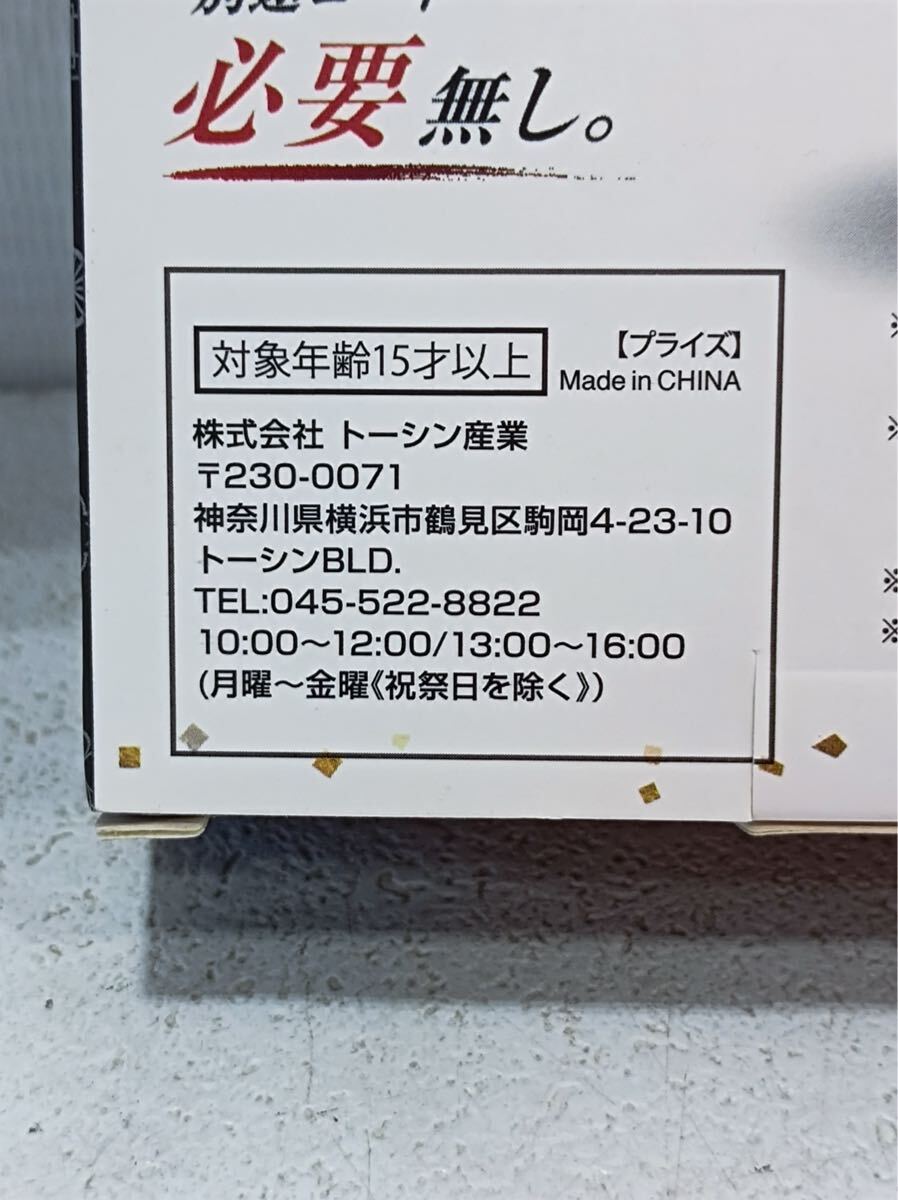 必要無し。
対象年齢15才以上
【プライズ】
Made in CHINA
株式会社 トーシン産業
〒230-0071
神奈川県横浜市鶴見区駒岡4-23-10
トーシンBLD.
TEL:045-522-8822
10:00〜12:00/13:00〜16:00
(月曜〜金曜《祝祭日を除く》)
※
※
※
※